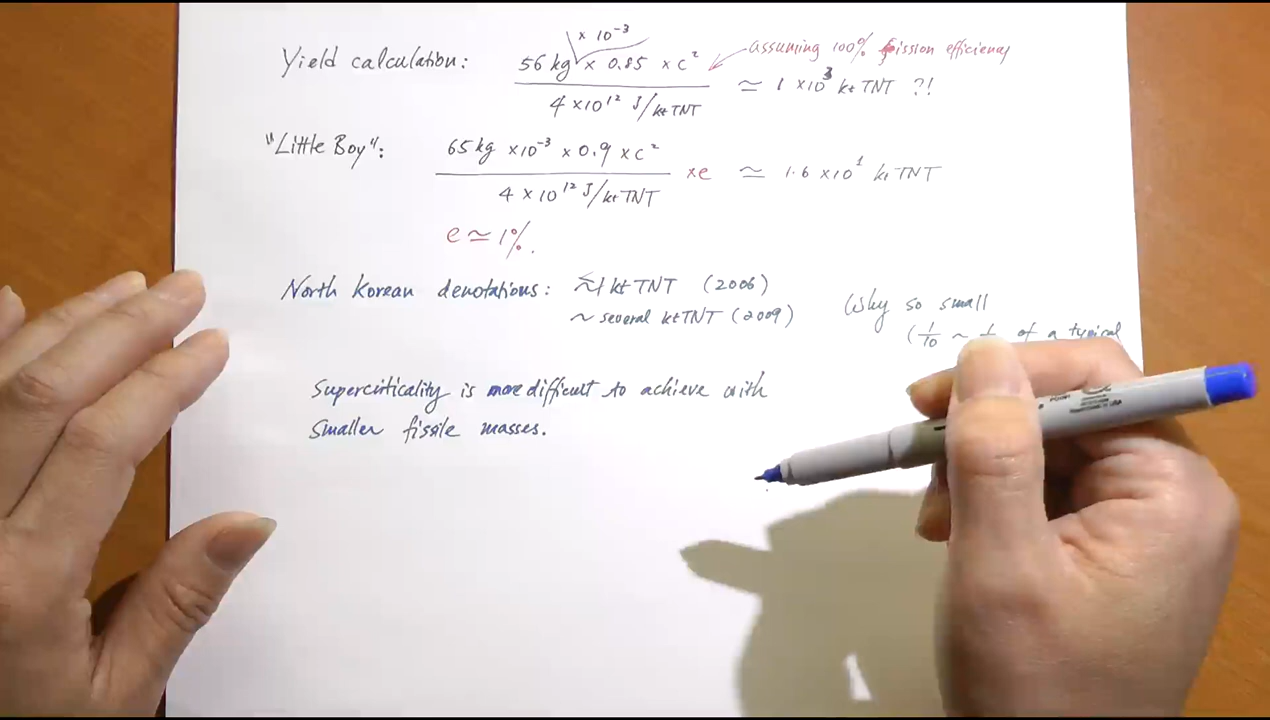 × 10⁻³
Yield calculation: 56 kg × 0.85 × c² / 4 × 10¹² J/kt TNT ≃ 1 × 10³ kt TNT ?!
assuming 100% fission efficiency
"Little Boy": 65 kg × 10⁻³ × 0.9 × c² / 4 × 10¹² J/kt TNT × e ≃ 1.6 × 10¹ kt TNT
e ≃ 1%.
North Korean denotations: ≲ 1 kt TNT (2006)
~ several kt TNT (2009)
Why so small
(1/10 ~ of a typical
Supercriticality is more difficult to achieve with
smaller fissile masses.
POINT